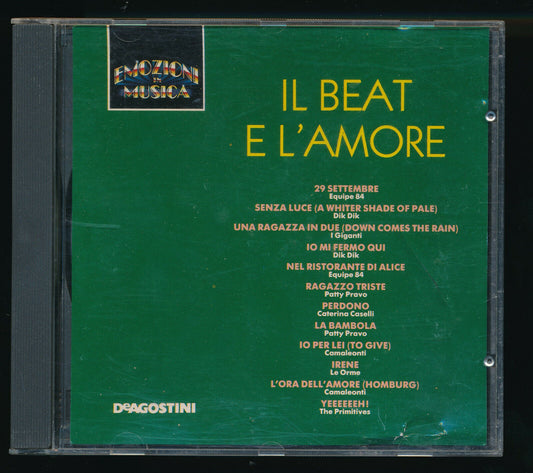 EMOZIONI
IN
MUSICA
IL BEAT
E L'AMORE
29 SETTEMBRE
Equipe 84
SENZA LUCE (A WHITER SHADE OF PALE)
Dik Dik
UNA RAGAZZA IN DUE (DOWN COMES THE RAIN)
I Giganti
IO MI FERMO QUI
Dik Dik
NEL RISTORANTE DI ALICE
Equipe 84
RAGAZZO TRISTE
Patty Pravo
PERDONO
Caterina Caselli
LA BAMBOLA
Patty Pravo
IO PER LEI (TO GIVE)
Camaleonti
IRENE
Le Orme
L'ORA DELL'AMORE (HOMBURG)
Camaleonti
YEEEEEEH!
The Primitives
DeAGOSTINI